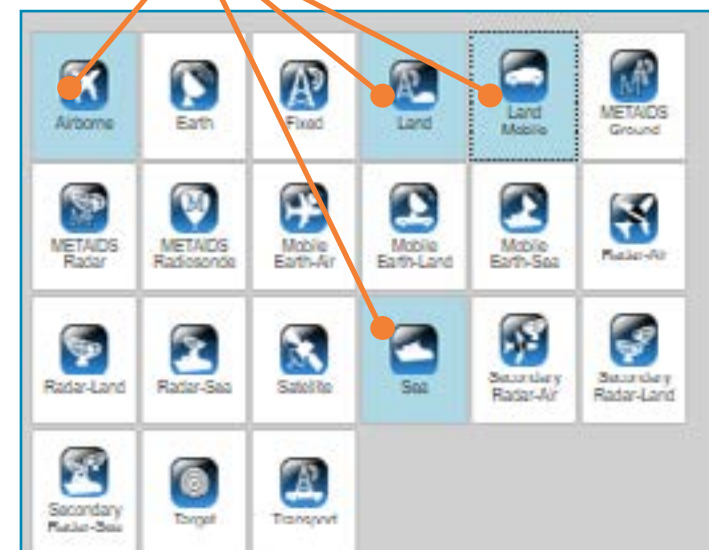 Airborne
Earth
Fixed
Land
Land
Mobile
METAIDS
Ground
METAIDS
Radar
METAIDS
Radiosonde
Mobile
Earth-Air
Mobile
Earth-Land
Mobile
Earth-Sea
Radar-Air
Radar-Land
Radar-Sea
Satellite
Sea
Secondary
Radar-Air
Secondary
Radar-Land
Secondary
Radar-Sea
Target
Transport